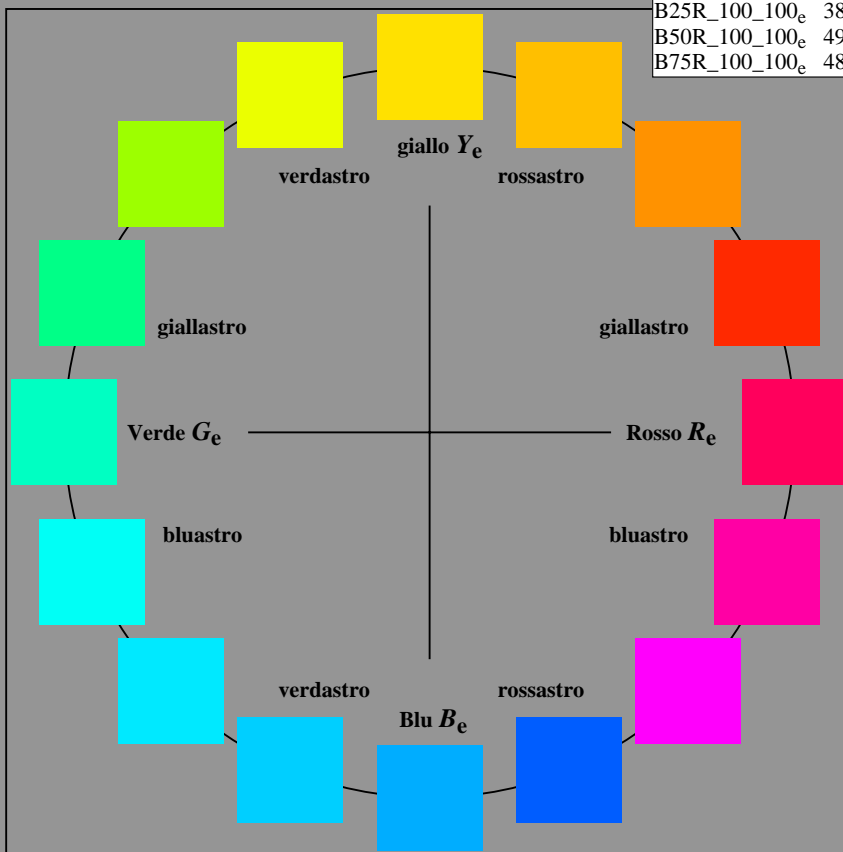 B25R_100_100e 38
B50R_100_100e 49
B75R_100_100e 48
giallo Ye
verdastro rossastro
giallastro giallastro
Verde Ge Rosso Re
bluastro bluastro
verdastro rossastro
Blu Be